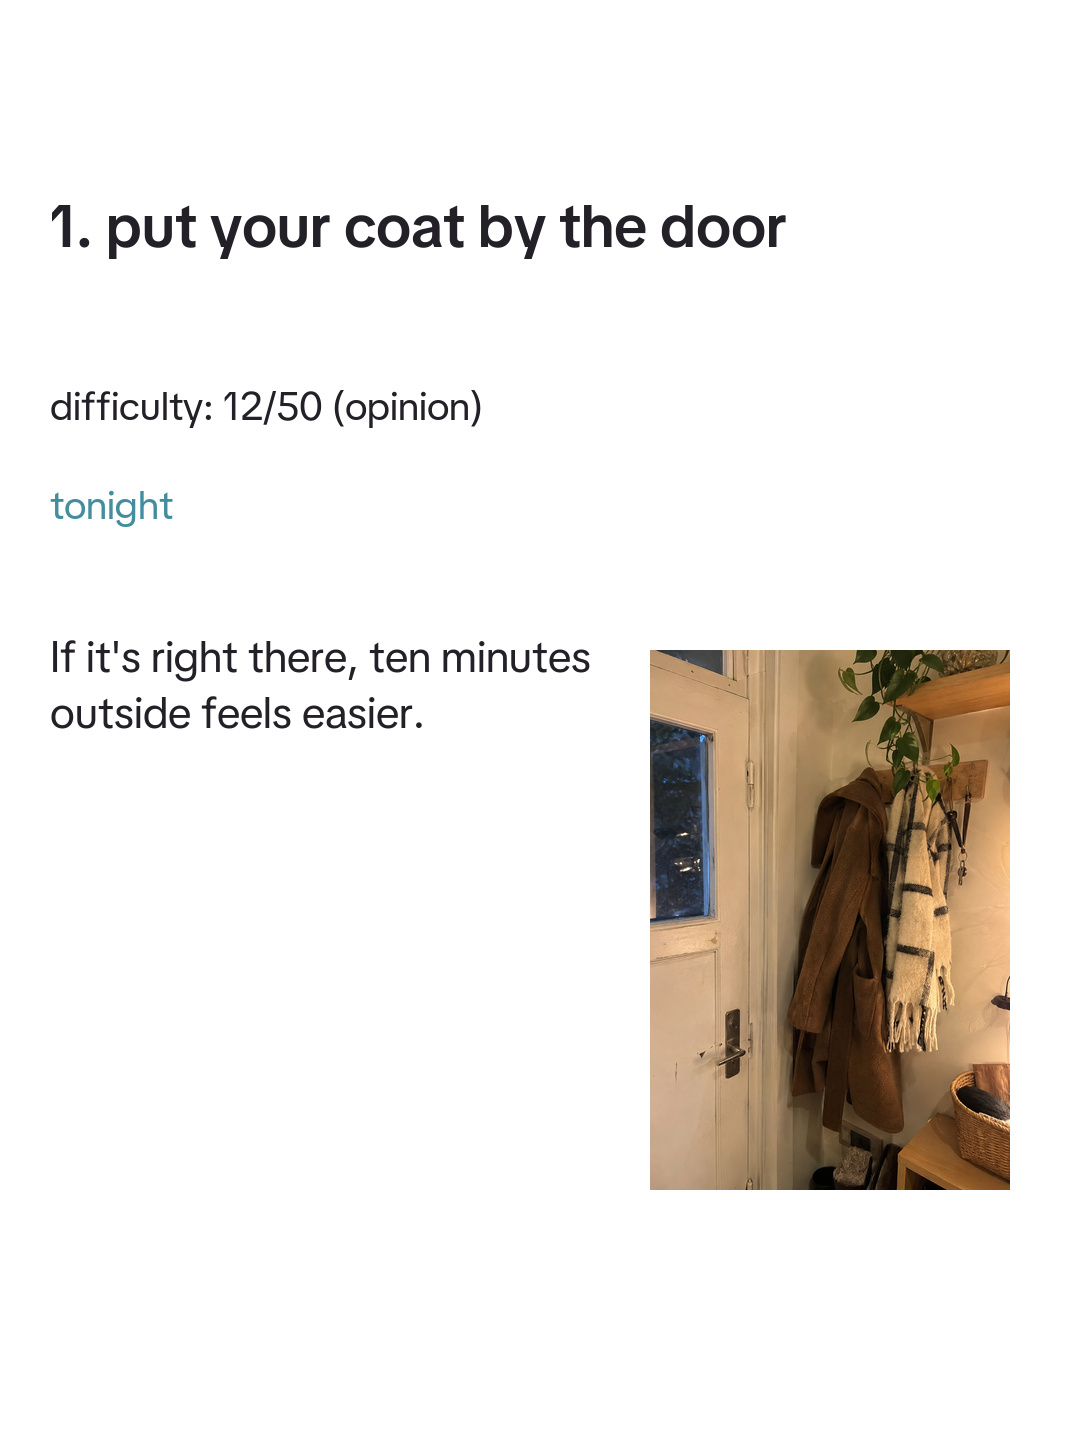 1. put your coat by the door
difficulty: 12/50 (opinion)
tonight
If it's right there, ten minutes
outside feels easier.